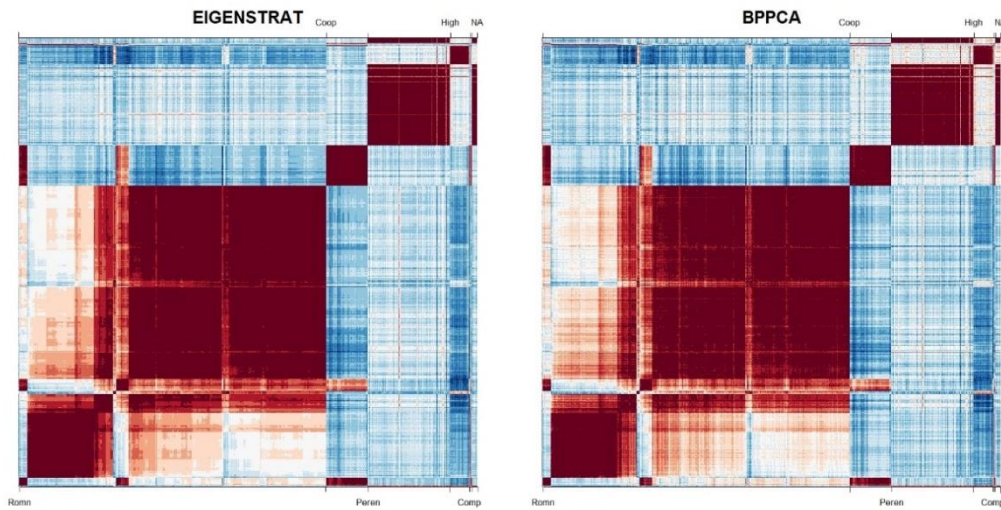 EIGENSTRAT
Coop High NA
Romn Peren Comp
BPPCA
Coop High N
Romn Peren Comp